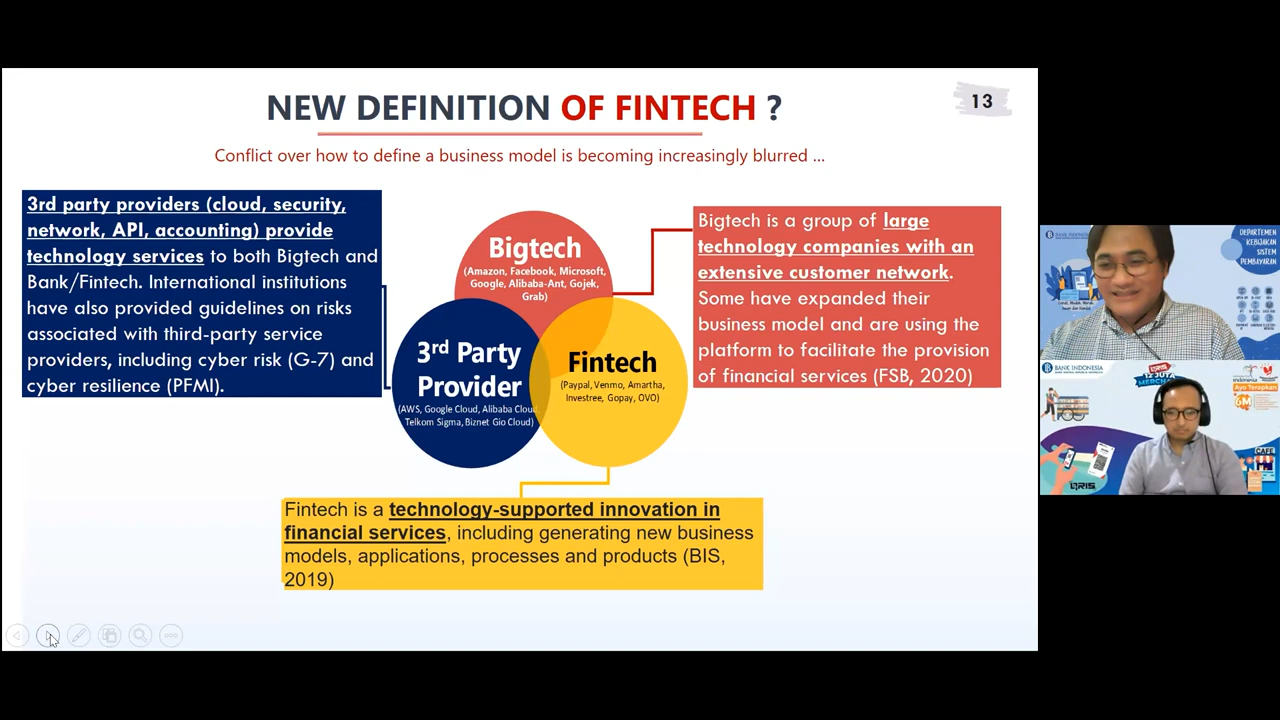 NEW DEFINITION OF FINTECH ?
13
Conflict over how to define a business model is becoming increasingly blurred ...
3rd party providers (cloud, security,
network, API, accounting) provide
technology services to both Bigtech and
Bank/Fintech. International institutions
have also provided guidelines on risks
associated with third-party service
providers, including cyber risk (G-7) and
cyber resilience (PFMI).
Bigtech
(Amazon, Facebook, Microsoft,
Google, Alibaba-Ant, Gojek,
Grab)
3rd Party
Provider
(AWS, Google Cloud, Alibaba Cloud,
Telkom Sigma, Biznet Gio Cloud)
Fintech
(Paypal, Venmo, Amartha,
Investree, Gopay, OVO)
Bigtech is a group of large
technology companies with an
extensive customer network.
Some have expanded their
business model and are using the
platform to facilitate the provision
of financial services (FSB, 2020)
Fintech is a technology-supported innovation in
financial services, including generating new business
models, applications, processes and products (BIS,
2019)
BANK INDONESIA
DEPARTEMEN
KEBIJAKAN
SISTEM
PEMBAYARAN
BANK INDONESIA
QRIS
12 JUTA
MERCHANT
Ayo Terapkan
6M
CAFE
QRIS